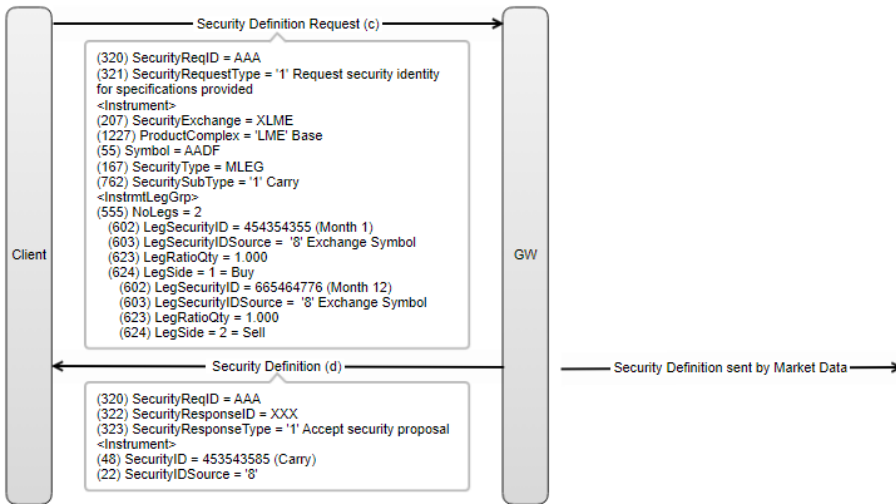 Security Definition Request (c)
(320) SecurityReqID = AAA
(321) SecurityRequestType = '1' Request security identity
for specifications provided
<Instrument>
(207) SecurityExchange = XLME
(1227) ProductComplex = 'LME' Base
(55) Symbol = AADF
(167) SecurityType = MLEG
(762) SecuritySubType = '1' Carry
<InstrmtLegGrp>
(555) NoLegs = 2
(602) LegSecurityID = 454354355 (Month 1)
(603) LegSecurityIDSource = '8' Exchange Symbol
(623) LegRatioQty = 1.000
(624) LegSide = 1 = Buy
(602) LegSecurityID = 665464776 (Month 12)
(603) LegSecurityIDSource = '8' Exchange Symbol
(623) LegRatioQty = 1.000
(624) LegSide = 2 = Sell
Client
GW
Security Definition (d)
Security Definition sent by Market Data
(320) SecurityReqID = AAA
(322) SecurityResponseID = XXX
(323) SecurityResponseType = '1' Accept security proposal
<Instrument>
(48) SecurityID = 453543585 (Carry)
(22) SecurityIDSource = '8'